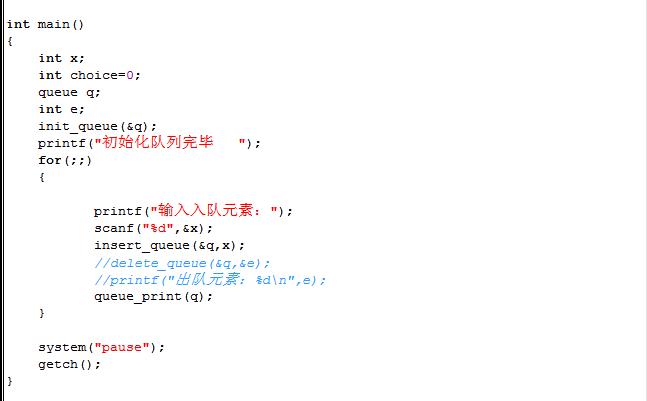 int main()
{
    int x;
    int choice=0;
    queue q;
    int e;
    init_queue(&q);
    printf("初始化队列完毕   ");
    for(;;)
    {
           printf("输入入队元素：");
           scanf("%d",&x);
           insert_queue(&q,x);
           //delete_queue(&q,&e);
           //printf("出队元素：%d\n",e);
           queue_print(q);
    }
    system("pause");
    getch();
}